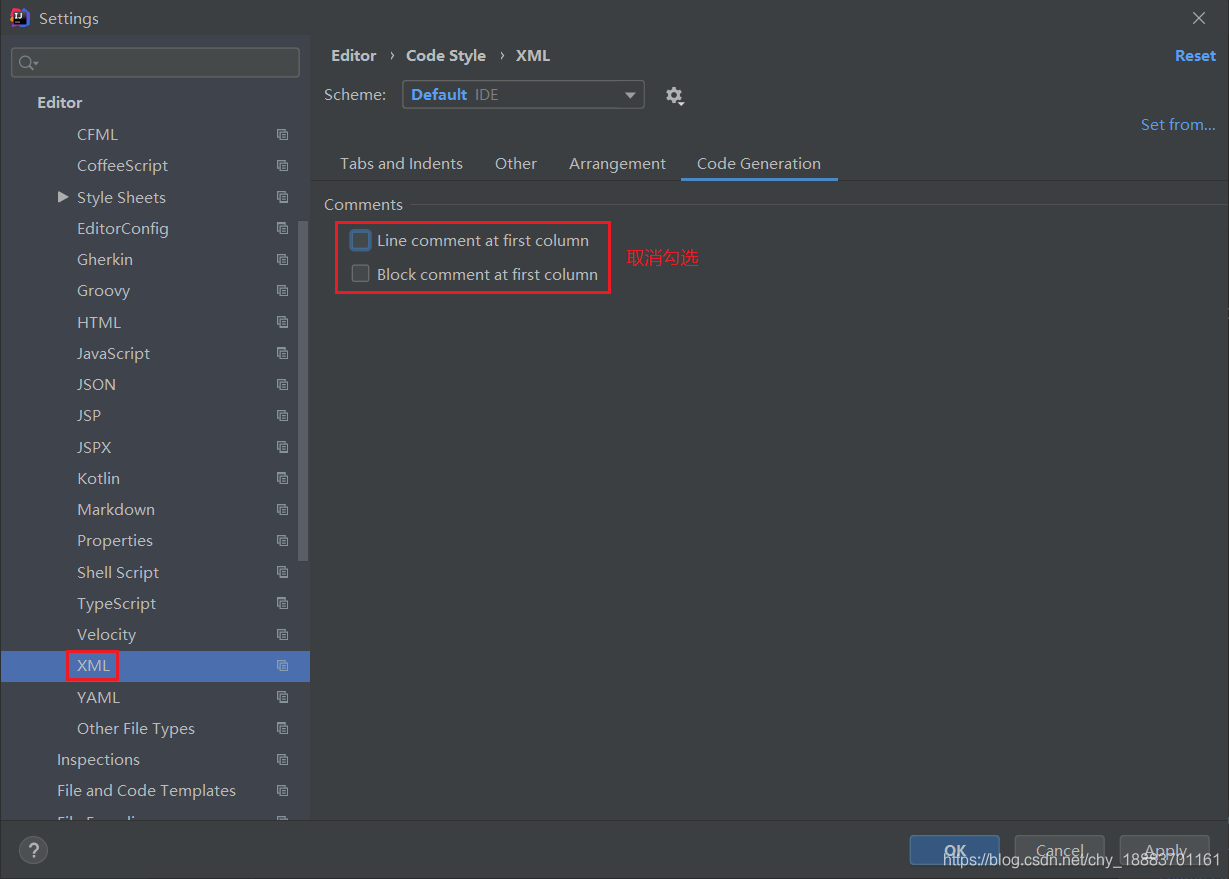 Settings
Editor
CFML
CoffeeScript
Style Sheets
EditorConfig
Gherkin
Groovy
HTML
JavaScript
JSON
JSP
JSPX
Kotlin
Markdown
Properties
Shell Script
TypeScript
Velocity
XML
YAML
Other File Types
Inspections
File and Code Templates
Editor › Code Style › XML
Reset
Scheme: Default IDE
Set from...
Tabs and Indents Other Arrangement Code Generation
Comments
Line comment at first column
Block comment at first column
取消勾选
? OK Cancel Apply
https://blog.csdn.net/chy_18883701161